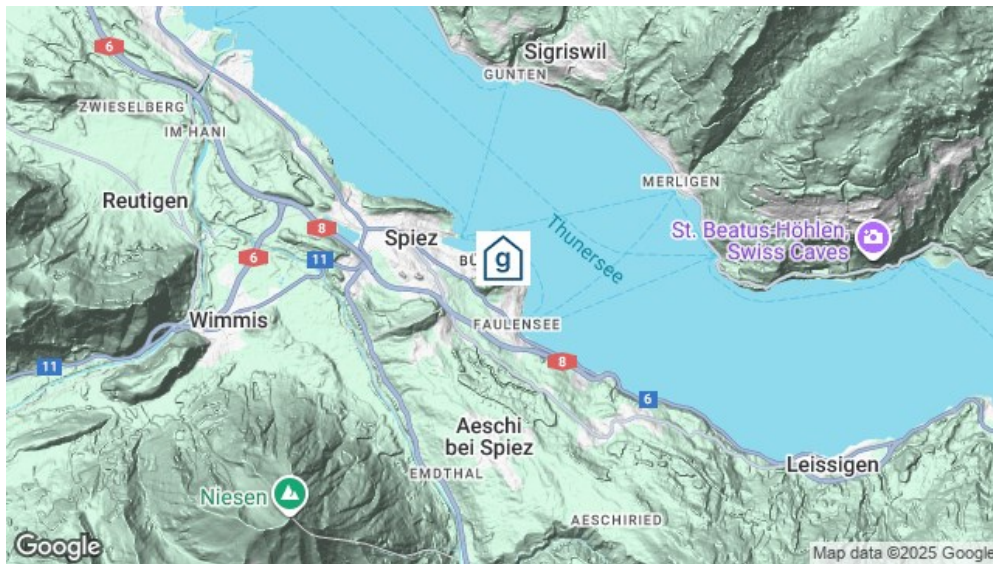 6
Sigriswil
GUNTEN
ZWIESELBERG
IM HANI
MERLIGEN
Reutigen
8
Spiez
Thunersee
St. Beatus-Höhlen,
Swiss Caves
6
11
BÜ
g
Wimmis
FAULENSEE
11
8
6
Aeschi
bei Spiez
Leissigen
EMDTHAL
Niesen
AESCHIRIED
Google
Map data ©2025 Google